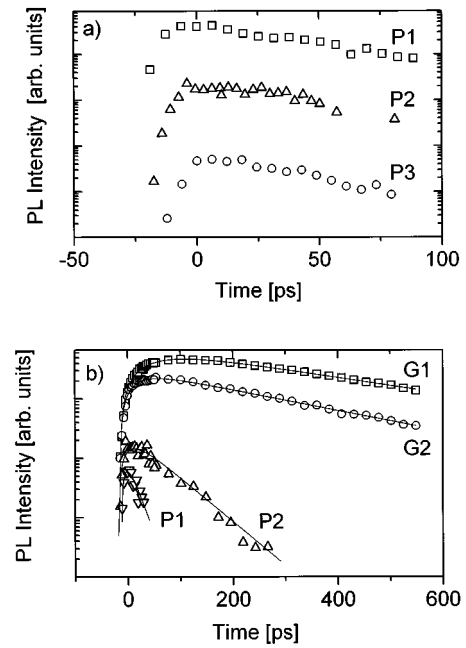 a)
P1
P2
P3
PL Intensity [arb. units]
-50 0 50 100
Time [ps]
b)
G1
G2
P1 P2
PL Intensity [arb. units]
0 200 400 600
Time [ps]